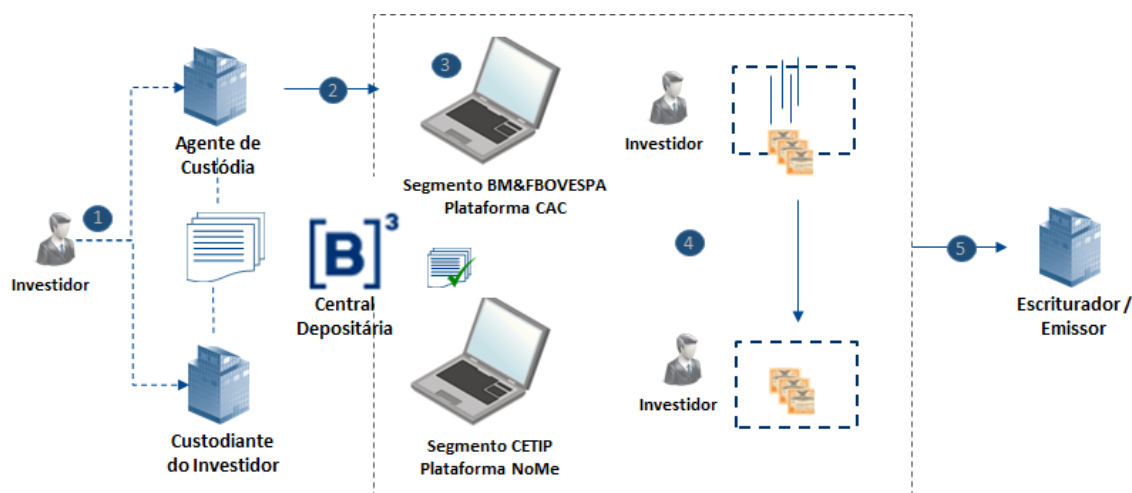 1
Investidor
Agente de
Custódia
Custodiante
do Investidor
2
[B]³
Central
Depositária
3
Segmento BM&FBOVESPA
Plataforma CAC
Segmento CETIP
Plataforma NoMe
Investidor
4
Investidor
5
Escriturador /
Emissor